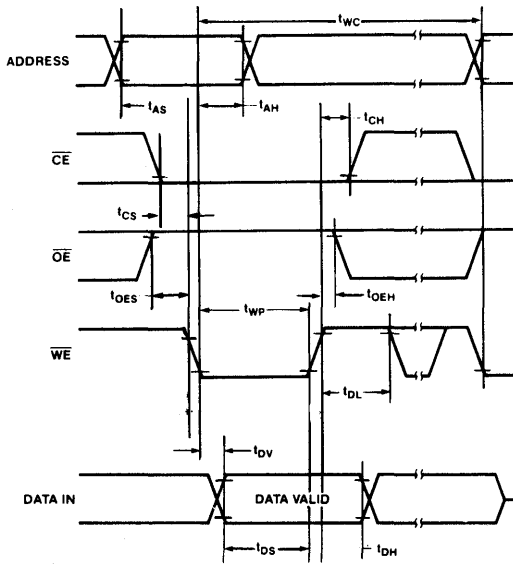 tWC
ADDRESS
tAS
tAH
tCH
CE
tCS
OE
tOES
tOEH
tWP
WE
tDL
tDV
DATA IN
DATA VALID
tDS
tDH